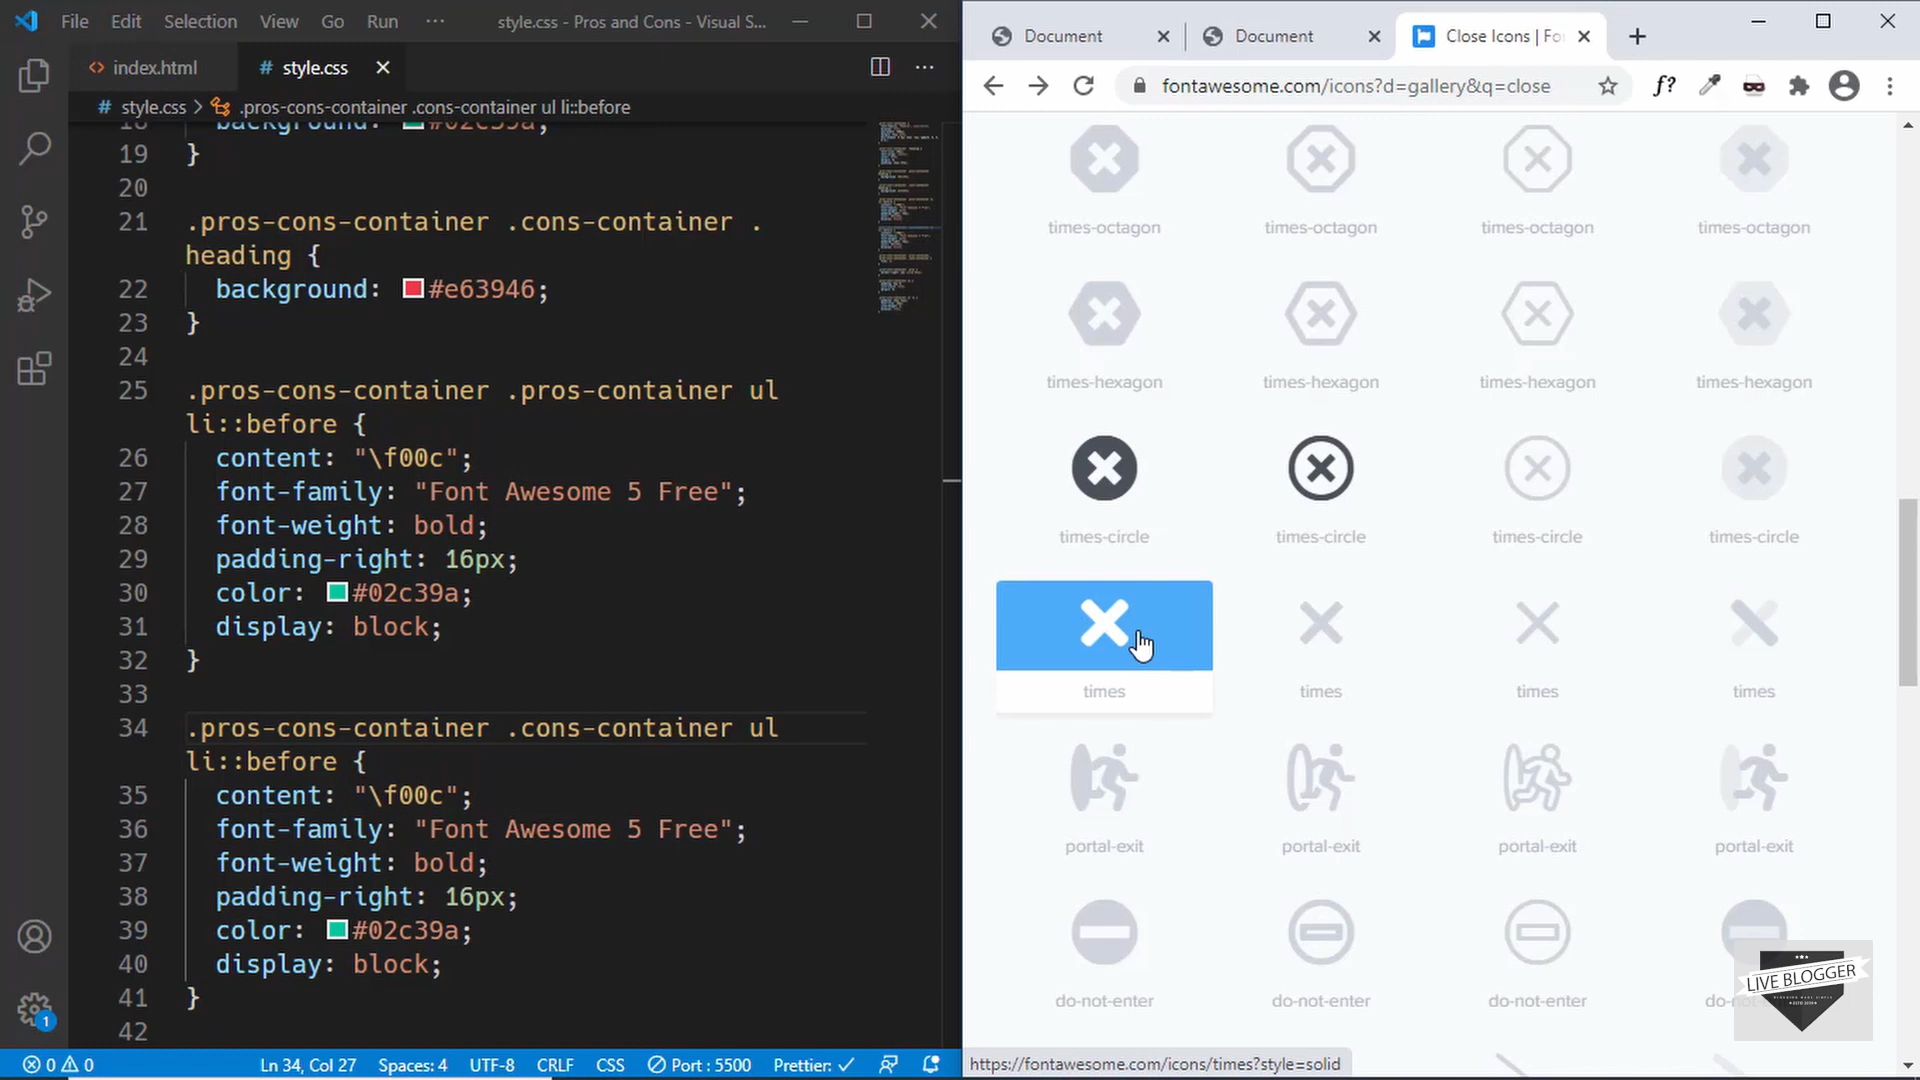 File Edit Selection View Go Run ··· style.css - Pros and Cons - Visual S...
index.html # style.css
# style.css > .pros-cons-container .cons-container ul li::before
18 background: #02c39a;
19 }
20
21 .pros-cons-container .cons-container .
heading {
22 background: #e63946;
23 }
24
25 .pros-cons-container .pros-container ul
li::before {
26 content: "\f00c";
27 font-family: "Font Awesome 5 Free";
28 font-weight: bold;
29 padding-right: 16px;
30 color: #02c39a;
31 display: block;
32 }
33
34 .pros-cons-container .cons-container ul
li::before {
35 content: "\f00c";
36 font-family: "Font Awesome 5 Free";
37 font-weight: bold;
38 padding-right: 16px;
39 color: #02c39a;
40 display: block;
41 }
42
0 0 Ln 34, Col 27 Spaces: 4 UTF-8 CRLF CSS Port : 5500 Prettier:
1
Document Document Close Icons | Fo
fontawesome.com/icons?d=gallery&q=close f?
times-octagon times-octagon times-octagon times-octagon
times-hexagon times-hexagon times-hexagon times-hexagon
times-circle times-circle times-circle times-circle
times times times times
portal-exit portal-exit portal-exit portal-exit
do-not-enter do-not-enter do-not-enter
LIVE BLOGGER
https://fontawesome.com/icons/times?style=solid